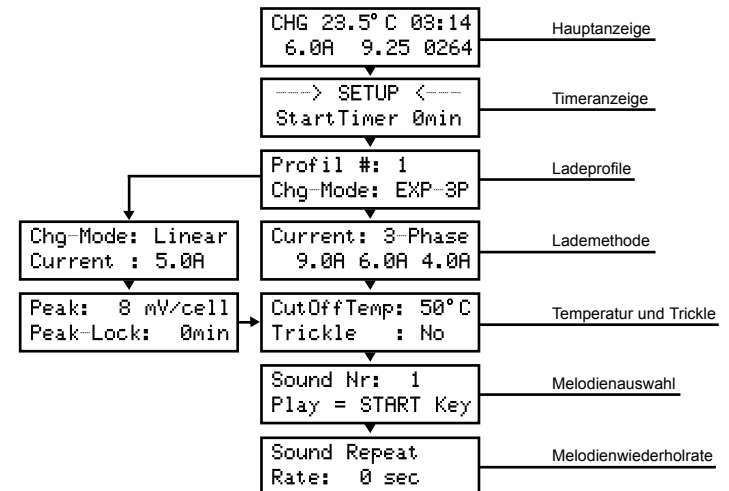 CHG 23.5°C 03:14
6.0A 9.25 0264
Hauptanzeige
----> SETUP <----
StartTimer 0min
Timeranzeige
Profil #: 1
Chg-Mode: EXP-3P
Ladeprofile
Chg-Mode: Linear
Current : 5.0A
Current: 3-Phase
9.0A 6.0A 4.0A
Lademethode
Peak: 8 mV/cell
Peak-Lock: 0min
CutOffTemp: 50°C
Trickle : No
Temperatur und Trickle
Sound Nr: 1
Play = START Key
Melodienauswahl
Sound Repeat
Rate: 0 sec
Melodienwiederholrate